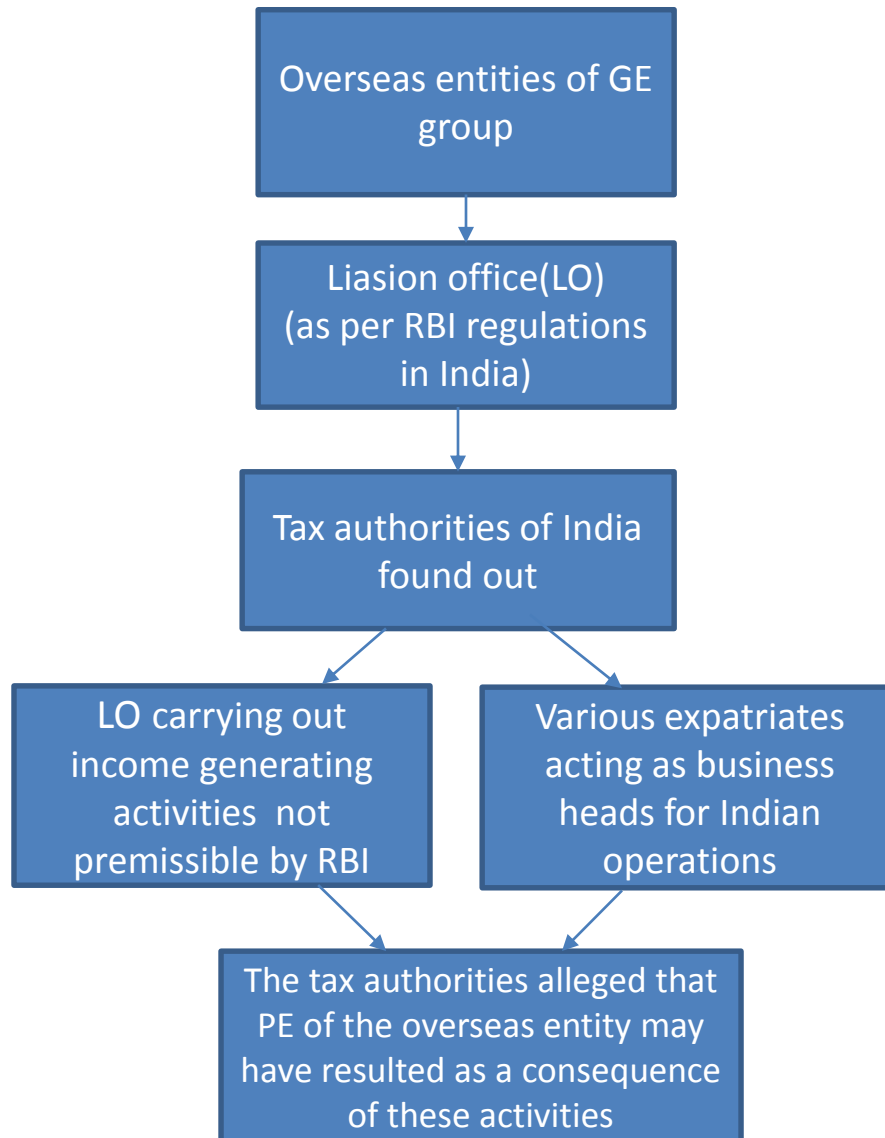 Overseas entities of GE
group
Liasion office(LO)
(as per RBI regulations
in India)
Tax authorities of India
found out
LO carrying out
income generating
activities  not
premissible by RBI
Various expatriates
acting as business
heads for Indian
operations
The tax authorities alleged that
PE of the overseas entity may
have resulted as a consequence
of these activities